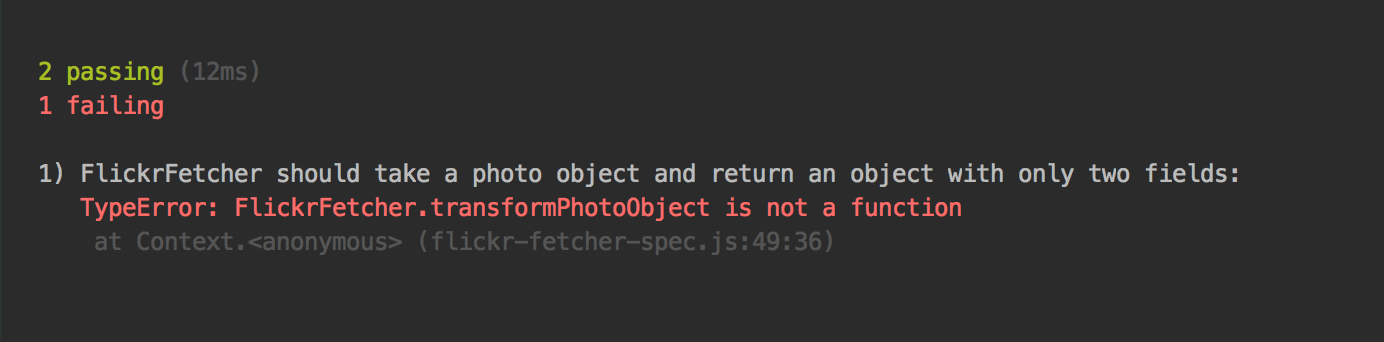 2 passing (12ms)
1 failing
1) FlickrFetcher should take a photo object and return an object with only two fields:
TypeError: FlickrFetcher.transformPhotoObject is not a function
at Context.<anonymous> (flickr-fetcher-spec.js:49:36)